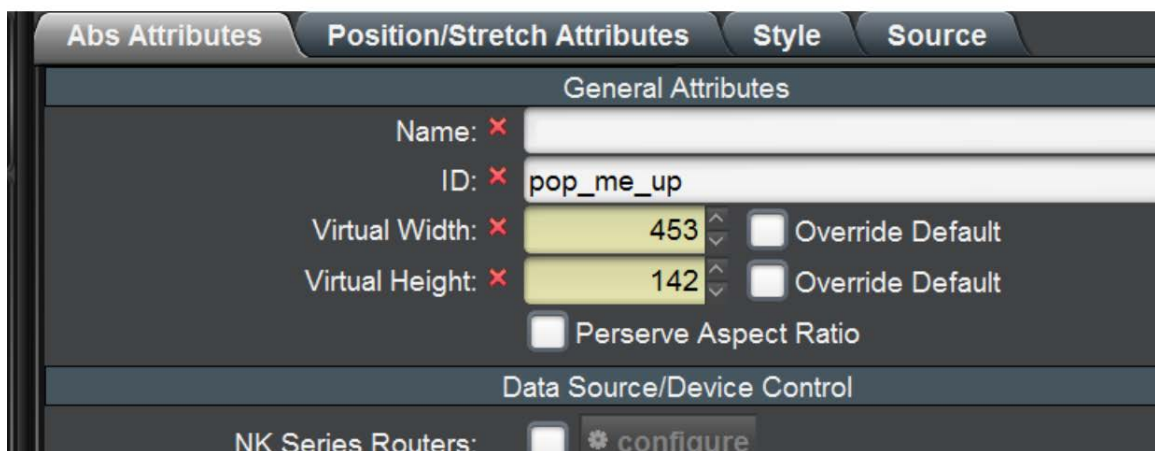 Abs Attributes Position/Stretch Attributes Style Source
General Attributes
Name:
ID: pop_me_up
Virtual Width: 453 Override Default
Virtual Height: 142 Override Default
Perserve Aspect Ratio
Data Source/Device Control
NK Series Routers: configure